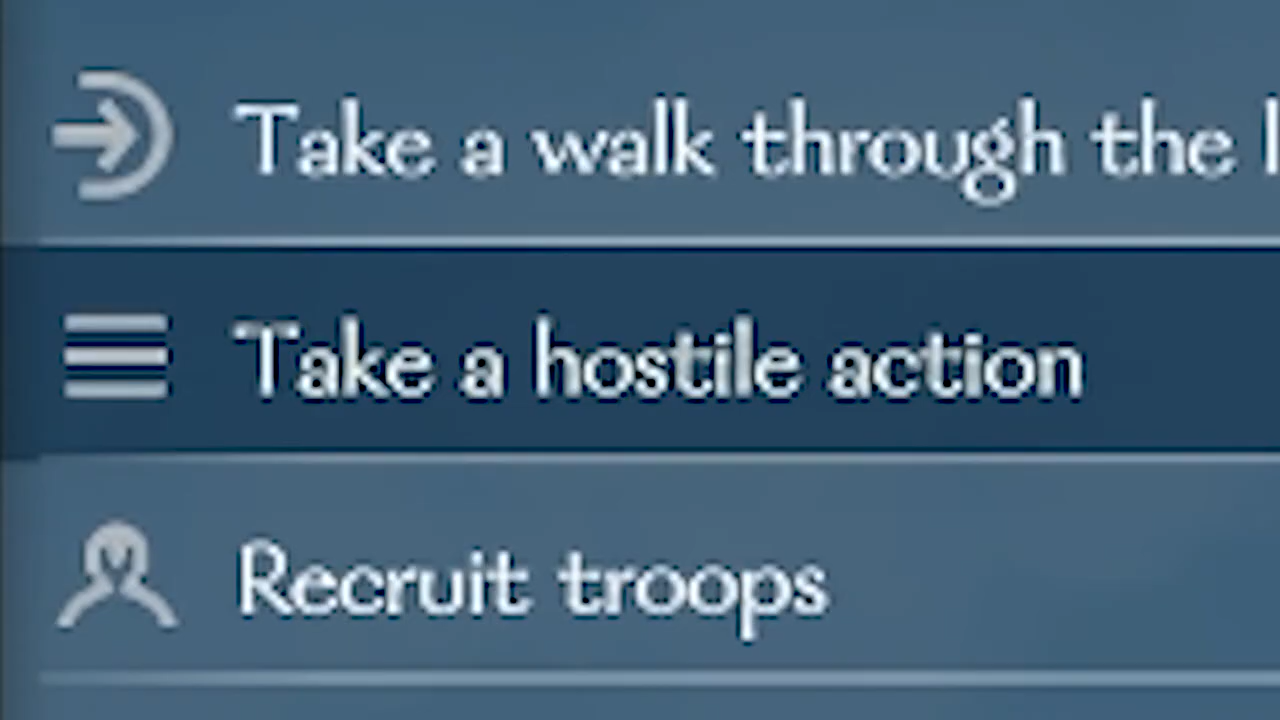 Take a walk through the
Take a hostile action
Recruit troops